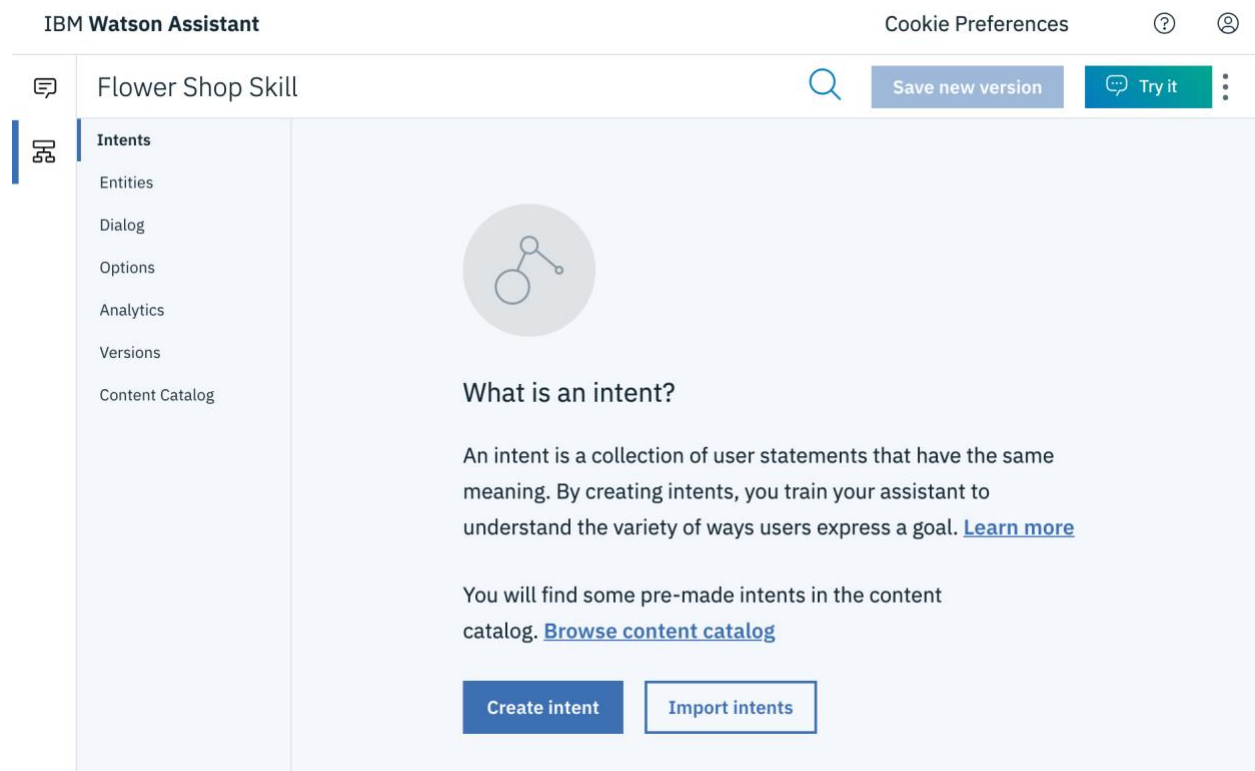 IBM Watson Assistant
Cookie Preferences
Flower Shop Skill
Save new version
Try it
Intents
Entities
Dialog
Options
Analytics
Versions
Content Catalog
What is an intent?
An intent is a collection of user statements that have the same
meaning. By creating intents, you train your assistant to
understand the variety of ways users express a goal. Learn more
You will find some pre-made intents in the content
catalog. Browse content catalog
Create intent
Import intents